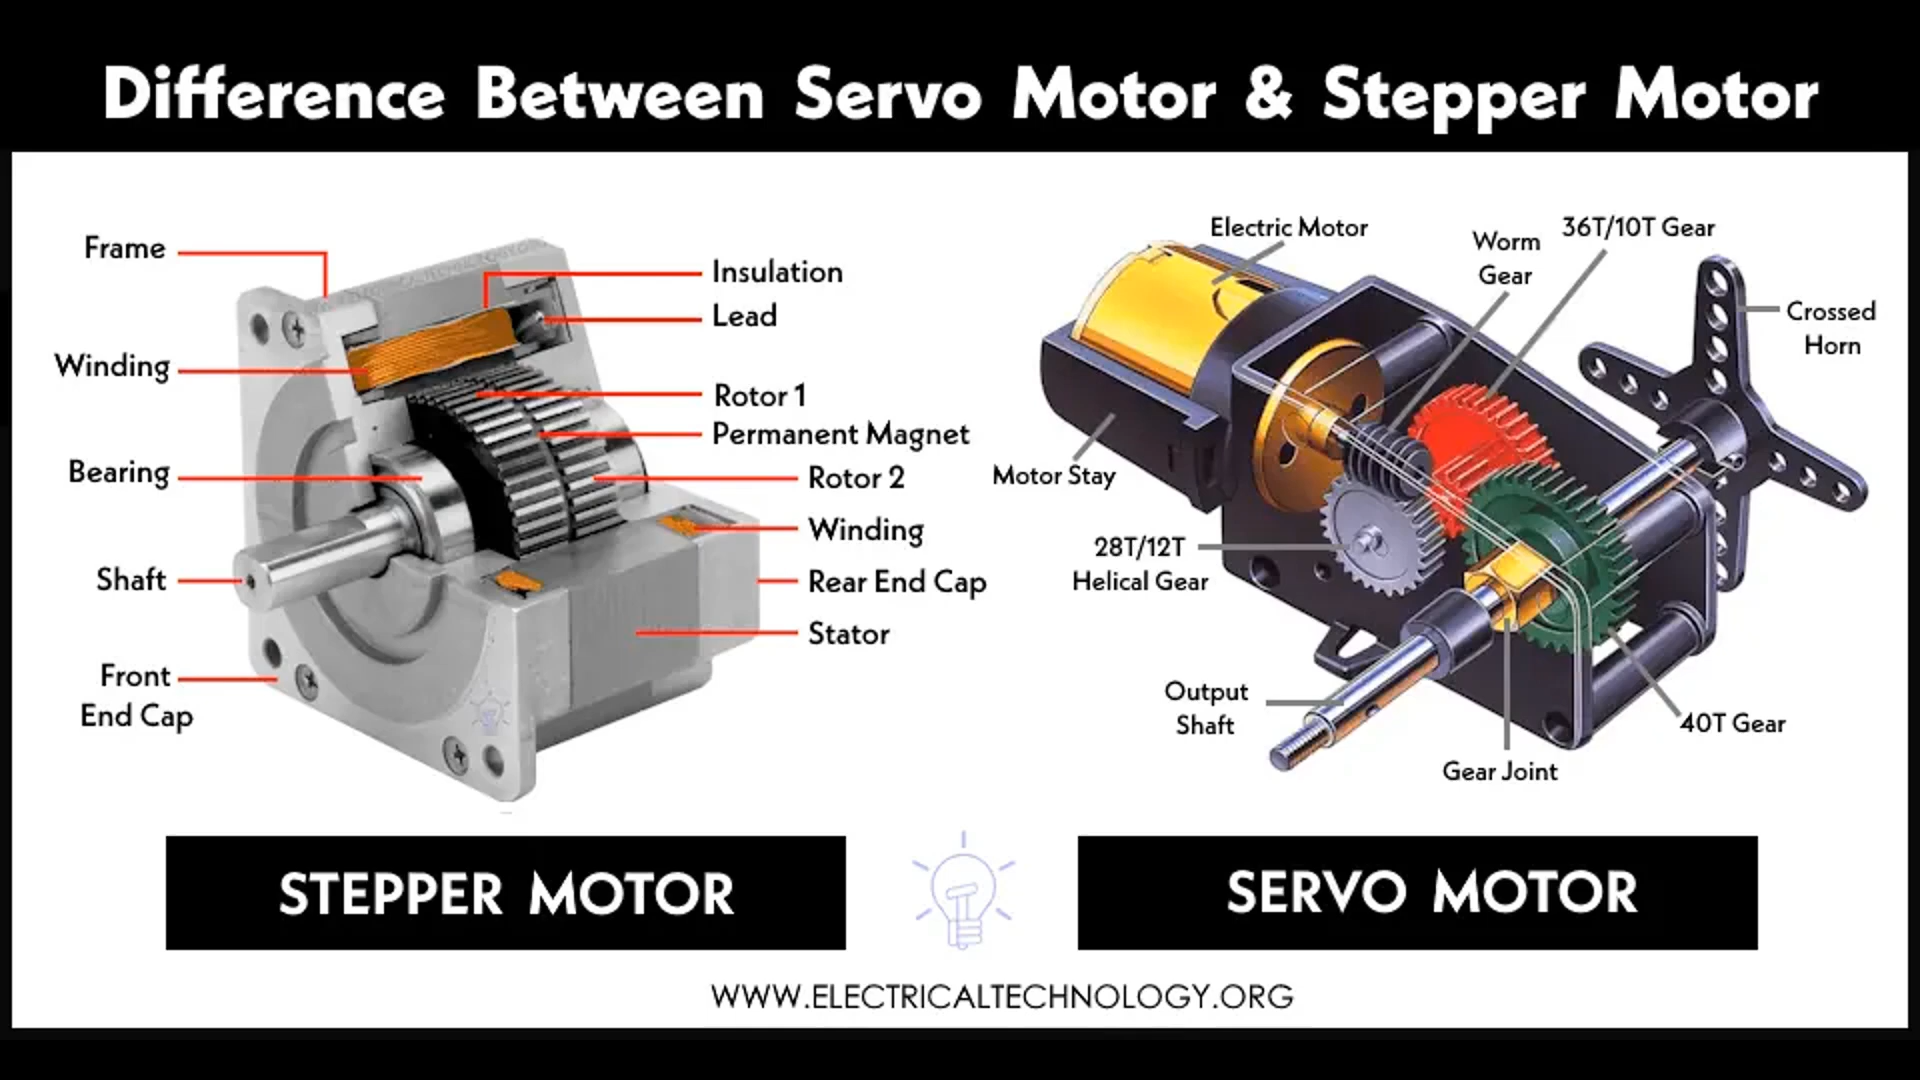 Difference Between Servo Motor & Stepper Motor
Frame
Winding
Bearing
Shaft
Front
End Cap
Insulation
Lead
Rotor 1
Permanent Magnet
Rotor 2
Winding
Rear End Cap
Stator
STEPPER MOTOR
Electric Motor
Worm
Gear
36T/10T Gear
Crossed
Horn
Motor Stay
28T/12T
Helical Gear
Output
Shaft
Gear Joint
40T Gear
SERVO MOTOR
WWW.ELECTRICALTECHNOLOGY.ORG